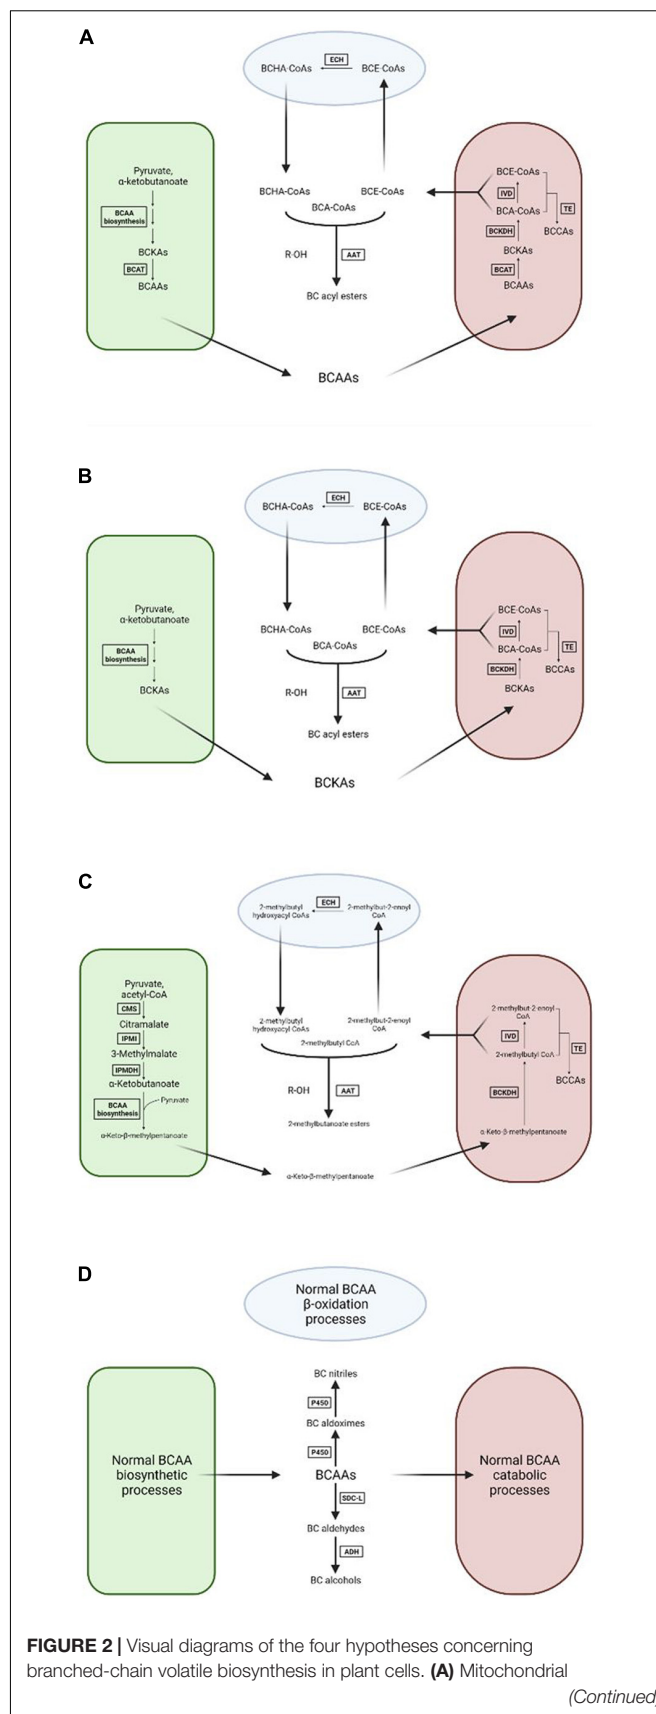 A
BCHA-CoAs
ECH
BCE-CoAs
Pyruvate,
α-ketobutanoate
BCAA
biosynthesis
BCKAs
BCAT
BCAAs
BCHA-CoAs
BCE-CoAs
BCA-CoAs
R-OH
AAT
BC acyl esters
BCE-CoAs
IVD
TE
BCA-CoAs
BCCAs
BCKDH
BCKAs
BCAT
BCAAs
BCAAs
B
BCHA-CoAs
ECH
BCE-CoAs
Pyruvate,
α-ketobutanoate
BCAA
biosynthesis
BCKAs
BCHA-CoAs
BCE-CoAs
BCA-CoAs
R-OH
AAT
BC acyl esters
BCE-CoAs
IVD
TE
BCA-CoAs
BCCAs
BCKDH
BCKAs
BCKAs
C
2-methylbutyl
hydroxyacyl CoAs
ECH
2-methylbut-2-enoyl
CoA
Pyruvate,
acetyl-CoA
CMS
Citramalate
IPMI
3-Methylmalate
IPMDH
α-Ketobutanoate
BCAA
biosynthesis
Pyruvate
α-Keto-β-methylpentanoate
2-methylbutyl
hydroxyacyl CoAs
2-methylbut-2-enoyl
CoA
2-methylbutyl CoA
R-OH
AAT
2-methylbutanoate esters
2-methylbut-2-enoyl
CoA
IVD
TE
2-methylbutyl CoA
BCCAs
BCKDH
α-Keto-β-methylpentanoate
α-Keto-β-methylpentanoate
D
Normal BCAA
β-oxidation
processes
Normal BCAA
biosynthetic
processes
BC nitriles
P450
BC aldoximes
P450
BCAAs
SDC-L
BC aldehydes
ADH
BC alcohols
Normal BCAA
catabolic
processes
FIGURE 2 | Visual diagrams of the four hypotheses concerning
branched-chain volatile biosynthesis in plant cells. (A) Mitochondrial
(Continued)